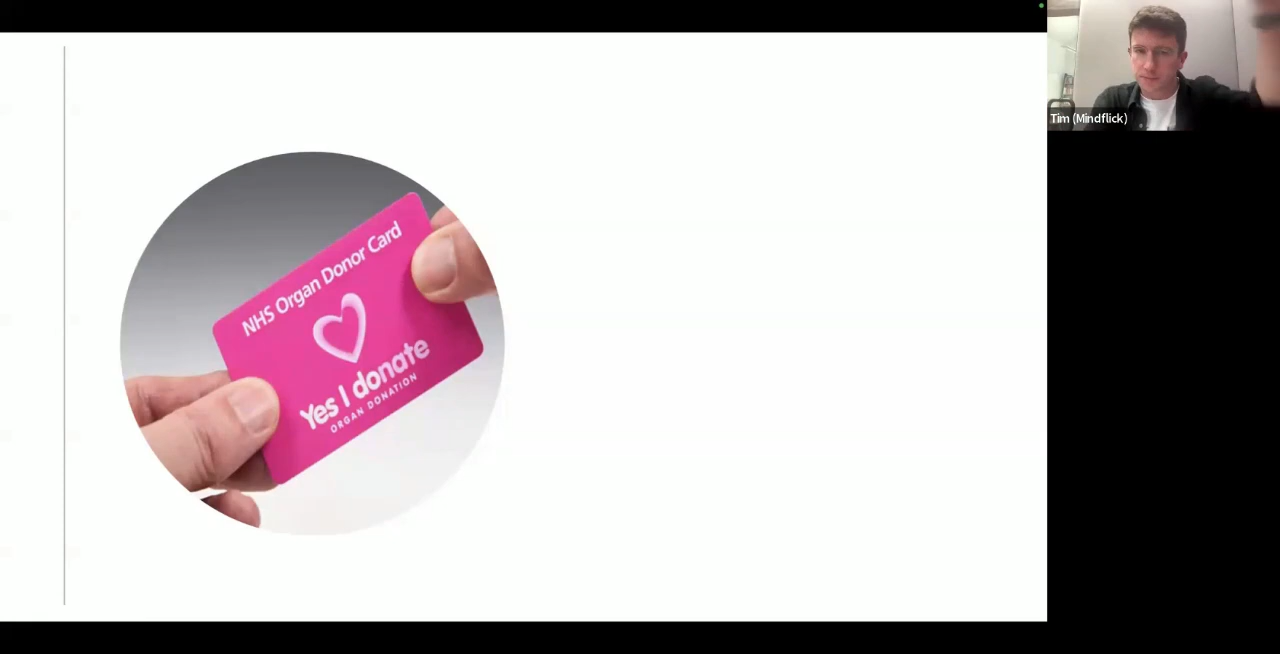 NHS Organ Donor Card
Yes I donate
ORGAN DONATION
Tim (Mindflick)